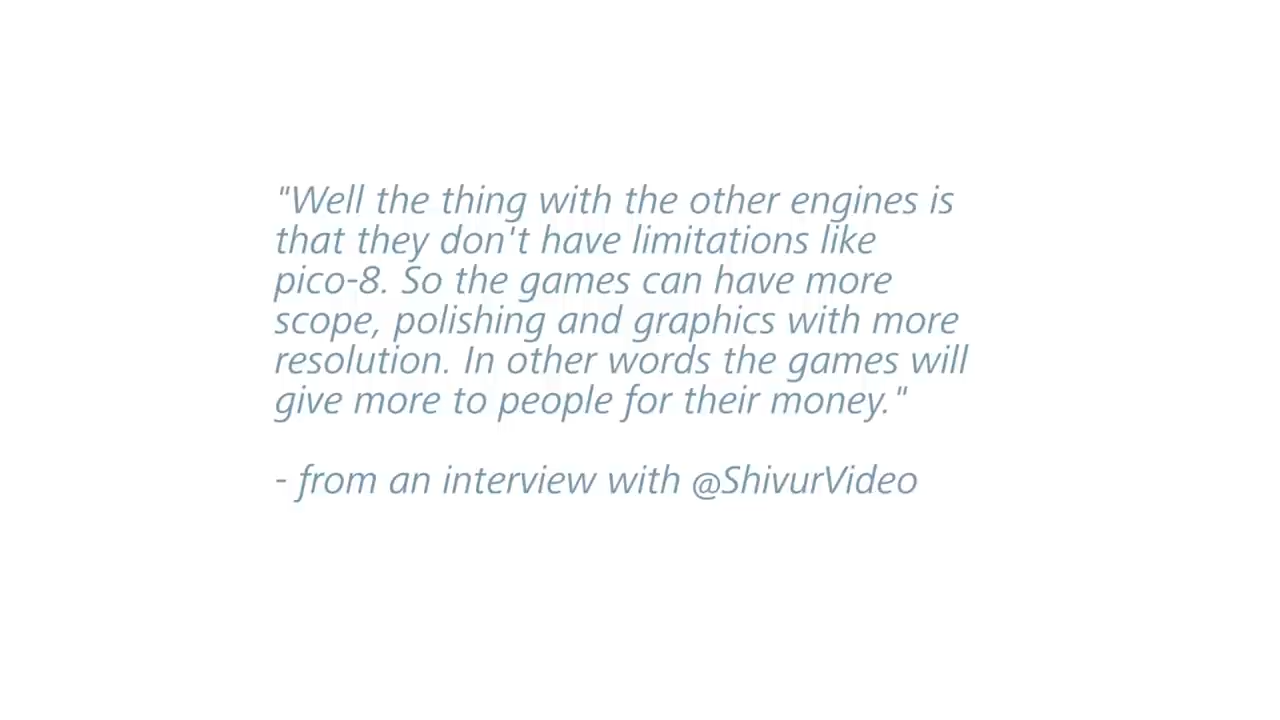 "Well the thing with the other engines is
that they don't have limitations like
pico-8. So the games can have more
scope, polishing and graphics with more
resolution. In other words the games will
give more to people for their money."
- from an interview with @ShivurVideo